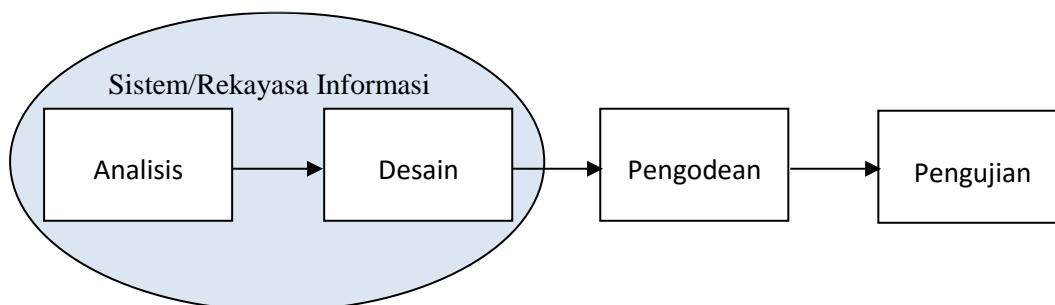 Sistem/Rekayasa Informasi
Analisis
Desain
Pengodean
Pengujian